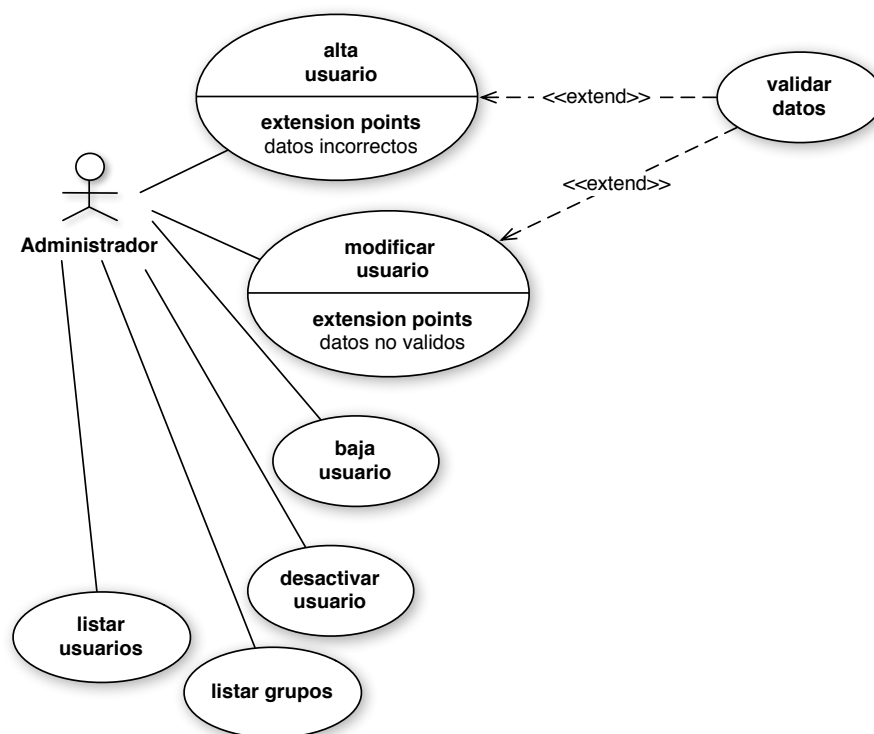 alta
usuario
extension points
datos incorrectos
<<extend>>
validar
datos
<<extend>>
Administrador
modificar
usuario
extension points
datos no validos
baja
usuario
desactivar
usuario
listar
usuarios
listar grupos